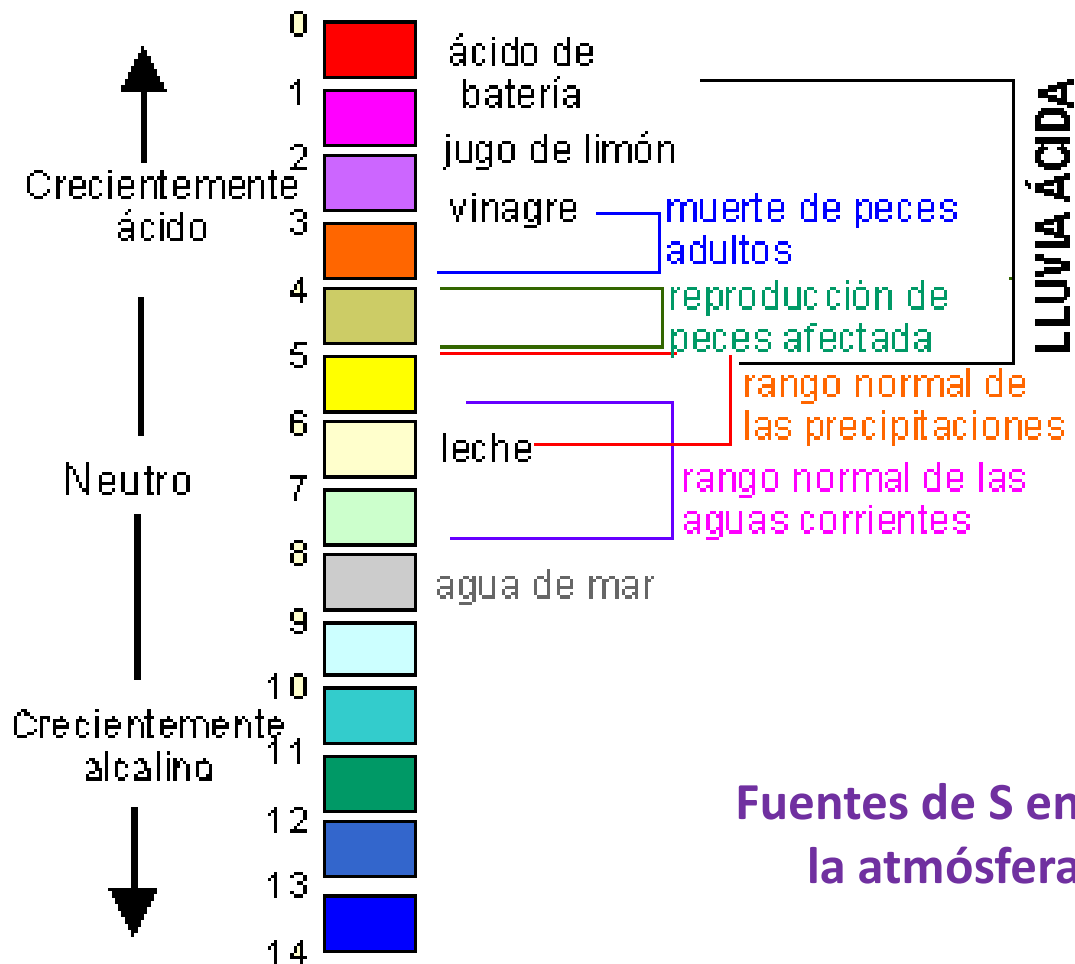 0
1
2
3
4
5
6
7
8
9
10
11
12
13
14
Crecientemente
ácido
Neutro
Crecientemente
alcalino
ácido de
batería
jugo de limón
vinagre
muerte de peces
adultos
reproducción de
peces afectada
rango normal de
las precipitaciones
leche
rango normal de las
aguas corrientes
agua de mar
LLUVIA ÁCIDA
Fuentes de S en
la atmósfera